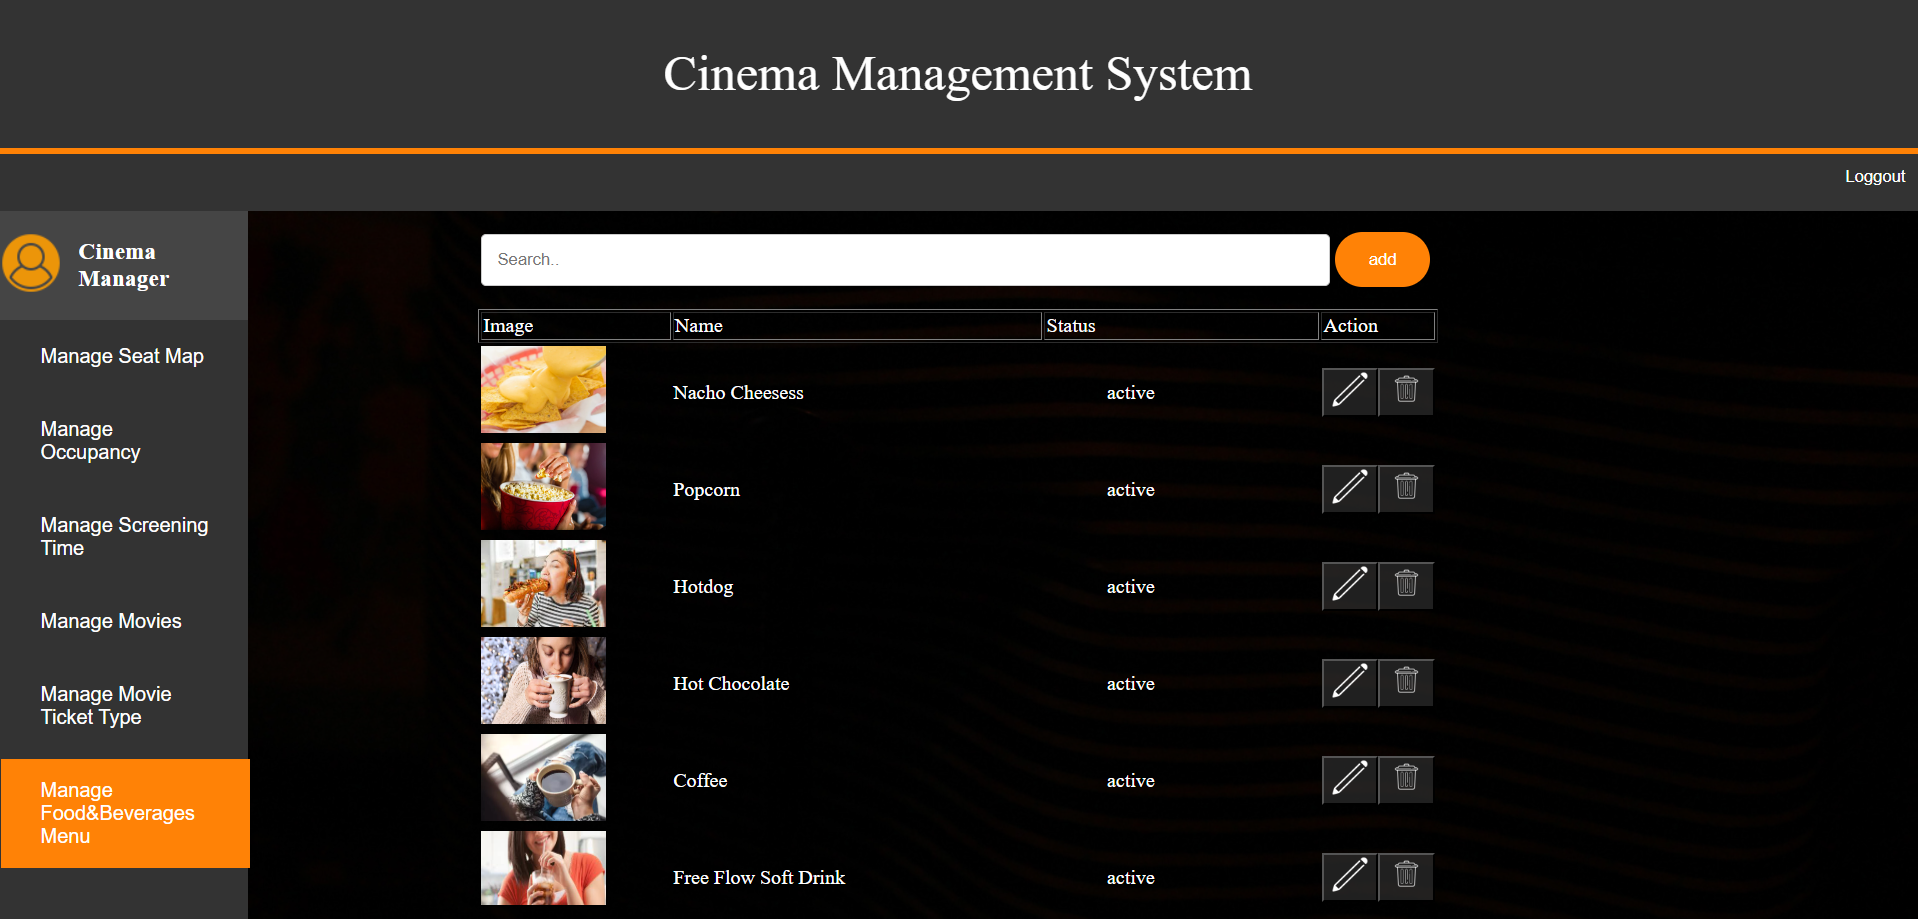 Cinema Management System
Loggout
Cinema
Manager
Search..
add
Manage Seat Map
Manage
Occupancy
Manage Screening
Time
Manage Movies
Manage Movie
Ticket Type
Manage
Food&Beverages
Menu
Image Name Status Action
Nacho Cheesess active
Popcorn active
Hotdog active
Hot Chocolate active
Coffee active
Free Flow Soft Drink active